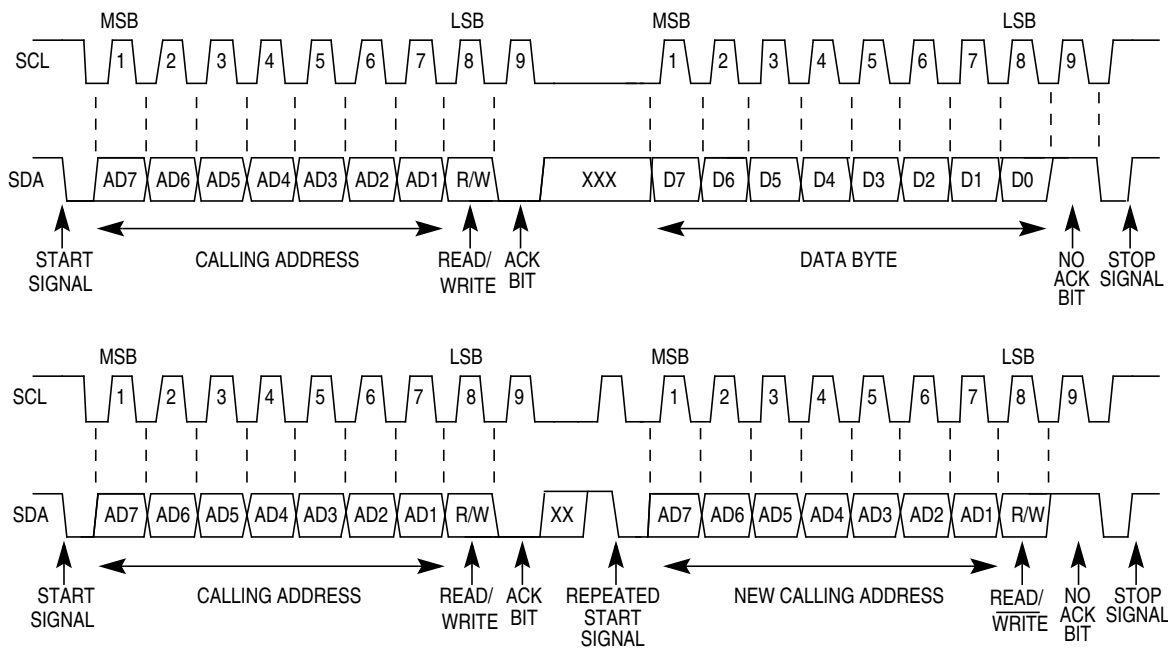 MSB LSB MSB LSB
SCL 1 2 3 4 5 6 7 8 9 1 2 3 4 5 6 7 8 9
SDA AD7 AD6 AD5 AD4 AD3 AD2 AD1 R/W XXX D7 D6 D5 D4 D3 D2 D1 D0
START SIGNAL CALLING ADDRESS READ/ WRITE ACK BIT DATA BYTE NO ACK BIT STOP SIGNAL
MSB LSB MSB LSB
SCL 1 2 3 4 5 6 7 8 9 1 2 3 4 5 6 7 8 9
SDA AD7 AD6 AD5 AD4 AD3 AD2 AD1 R/W XX AD7 AD6 AD5 AD4 AD3 AD2 AD1 R/W
START SIGNAL CALLING ADDRESS READ/ WRITE ACK BIT REPEATED START SIGNAL NEW CALLING ADDRESS READ/ WRITE NO ACK BIT STOP SIGNAL